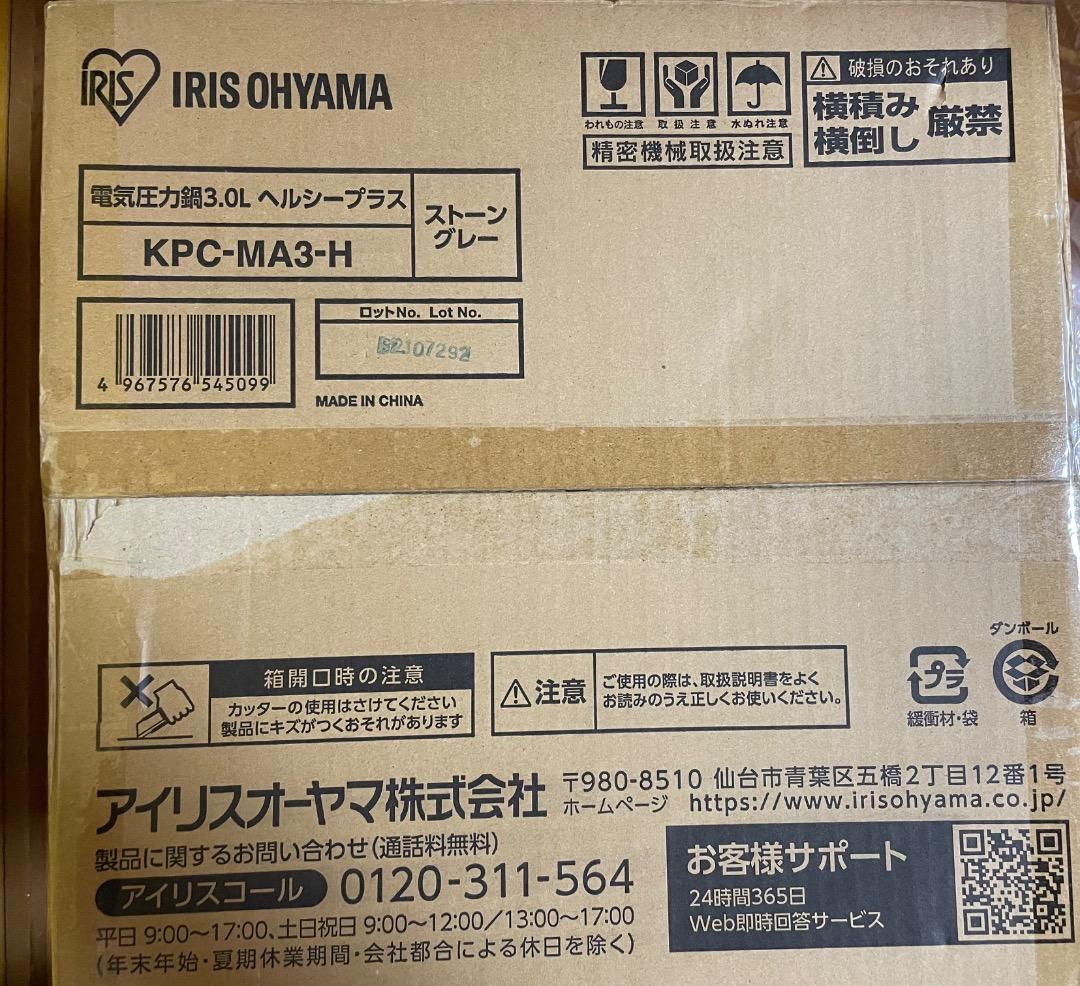 IRIS
IRIS OHYAMA
われもの注意
取扱注意
水ぬれ注意
精密機械取扱注意
破損のおそれあり
横積み
横倒し
厳禁
電気圧力鍋3.0L ヘルシープラス
KPC-MA3-H
ストーン
グレー
4 967576 545099
ロットNo. Lot No.
MADE IN CHINA
箱開口時の注意
カッターの使用はさけてください
製品にキズがつくおそれがあります
注意
ご使用の際は、取扱説明書をよく
お読みのうえ正しくお使いください。
プラ
緩衝材・袋
ダンボール
箱
アイリスオーヤマ株式会社
〒980-8510 仙台市青葉区五橋2丁目12番1号
ホームページ https://www.irisohyama.co.jp/
製品に関するお問い合わせ(通話料無料)
アイリスコール 0120-311-564
平日 9:00〜17:00、土日祝日 9:00〜12:00/13:00〜17:00
(年末年始・夏期休業期間・会社都合による休日を除く)
お客様サポート
24時間365日
Web即時回答サービス